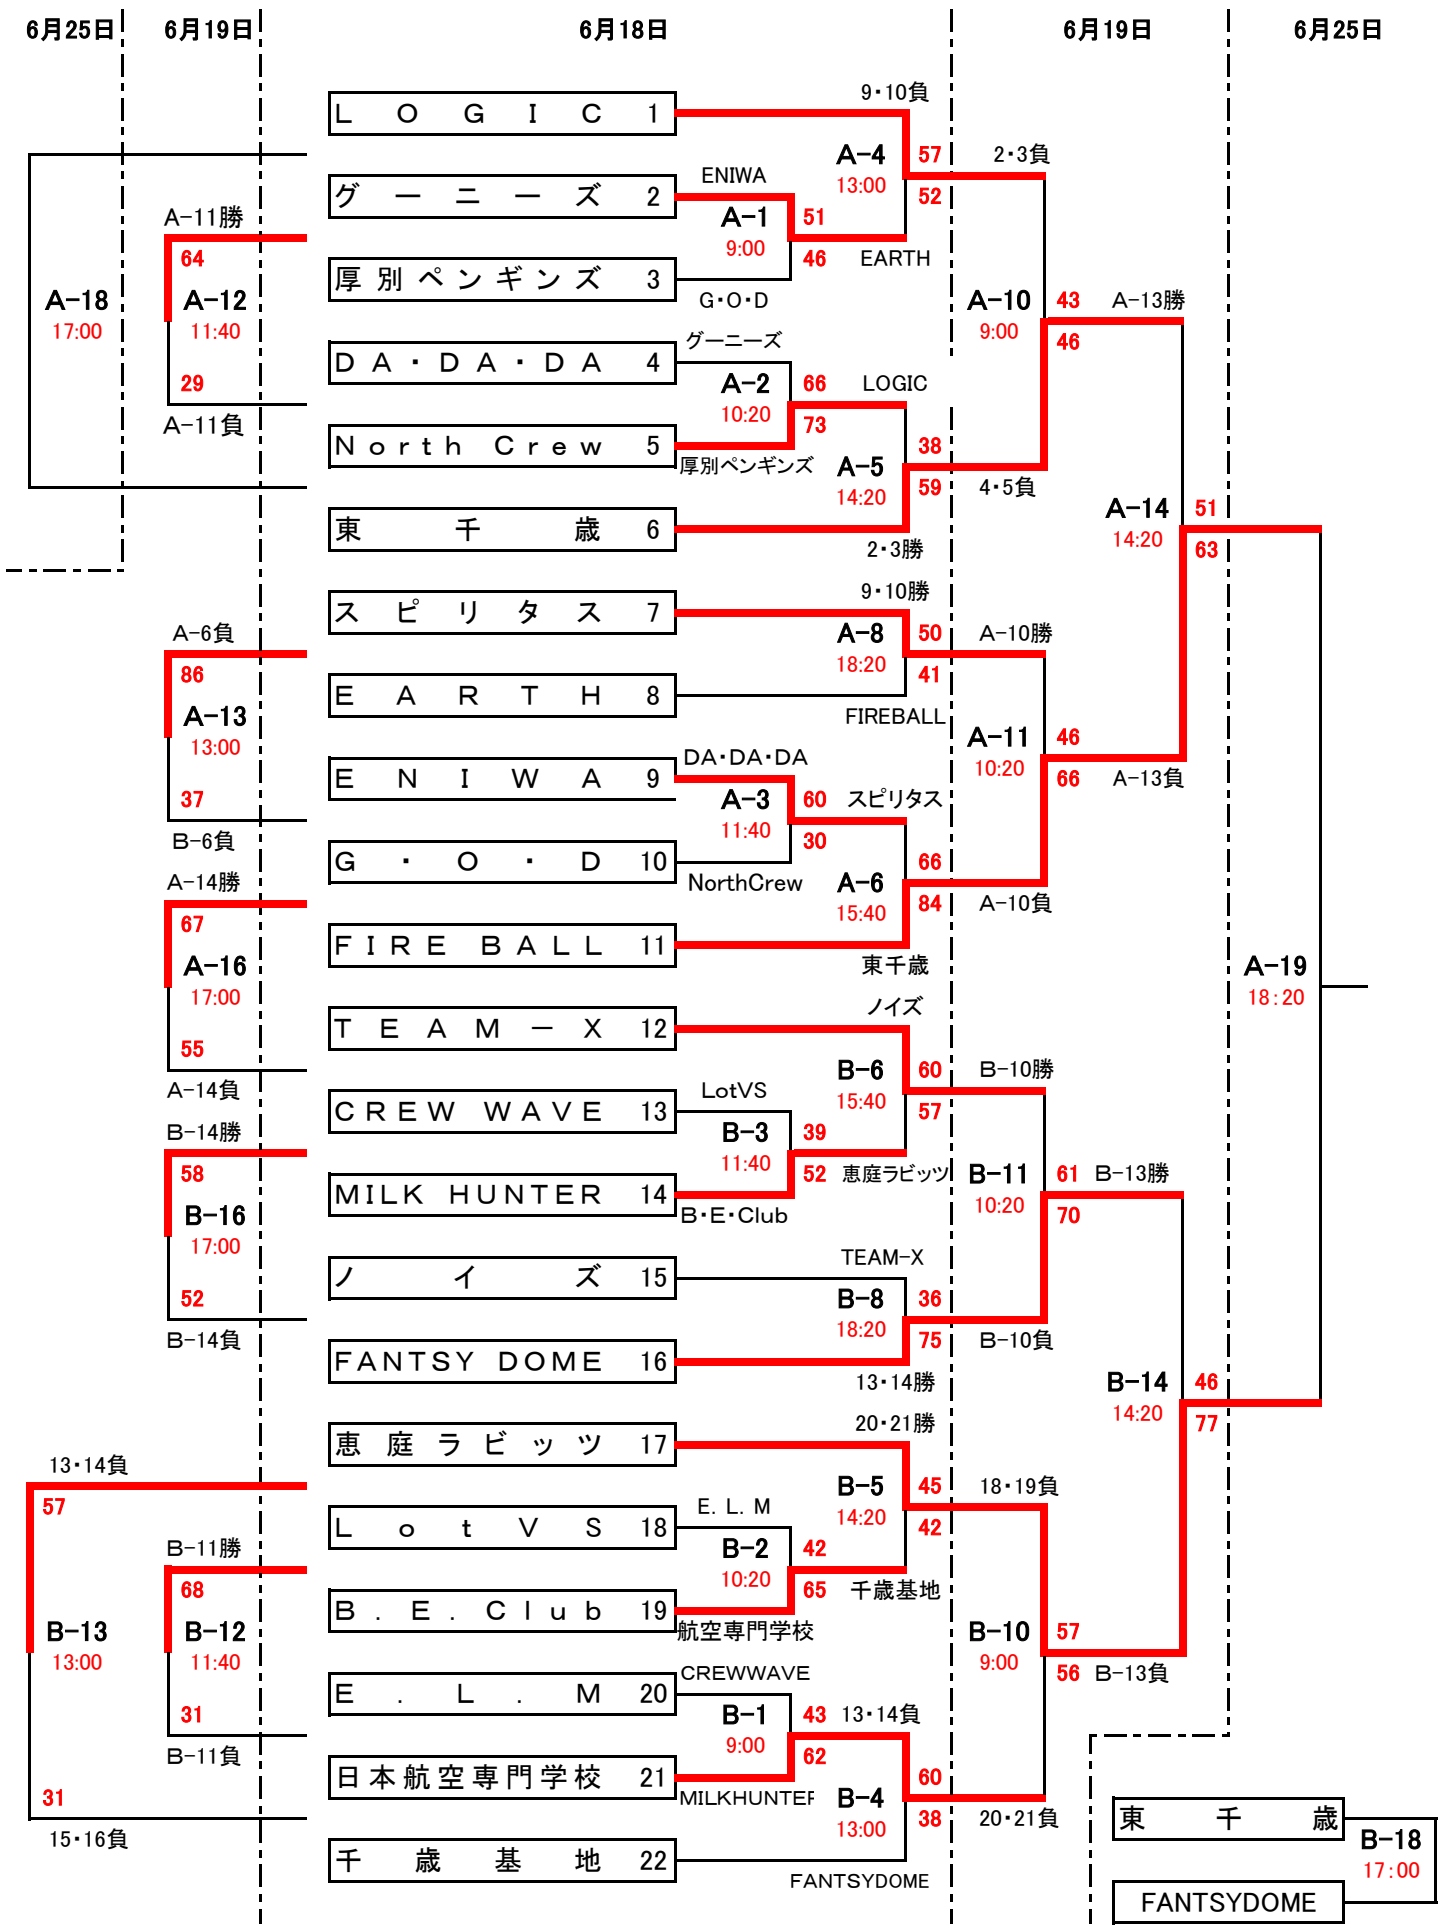 6月25日 6月19日 6月18日 6月19日 6月25日
9・10負
LOGIC 1
A-4 57 2・3負
13:00
ENIWA
グーニーズ 2 52
A-11勝 A-1 51
9:00
64 46 EARTH
厚別ペンギンズ 3
A-18 A-12 G・O・D A-10 43 A-13勝
17:00 11:40 9:00
グーニーズ 46
DA・DA・DA 4
29 A-2 66 LOGIC
10:20
A-11負 73
North Crew 5 38
厚別ペンギンズ A-5
14:20 59 4・5負
A-14 51
14:20
東千歳 6
2・3勝 63
9・10勝
スピリタス 7
A-6負 A-8 50 A-10勝
18:20
86 41
EARTH 8
A-13 FIREBALL A-11 46
13:00 10:20
DA・DA・DA
ENIWA 9 66 A-13負
37 A-3 60 スピリタス
11:40
B-6負 30
G・O・D 10 66
A-14勝 NorthCrew A-6
15:40
67 84 A-10負
FIRE BALL 11
A-16 東千歳 A-19
17:00 18:20
ノイズ
TEAM-X 12
55
B-6 60 B-10勝
15:40
A-14負 LotVS
CREW WAVE 13 57
B-14勝 B-3 39
11:40
58 52 恵庭ラビッツ B-11 61 B-13勝
10:20
MILK HUNTER 14
B-16 B・E・Club 70
17:00
TEAM-X
ノイズ 15
52 B-8 36
18:20
B-14負 75 B-10負
FANTSY DOME 16
13・14勝 B-14 46
14:20
20・21勝 77
恵庭ラビッツ 17
13・14負
57 B-5 45 18・19負
14:20
E.L.M
LotVS 18 42
B-11勝 B-2 42
10:20
68 65 千歳基地
B.E.Club 19
B-13 B-12 航空専門学校 B-10 57
13:00 11:40 9:00
CREWWAVE 56 B-13負
E.L.M 20
31 B-1 43 13・14負
9:00
B-11負 62
日本航空専門学校 21 60
31 MILKHUNTER B-4
13:00 38 20・21負
東千歳
15・16負 B-18
17:00
千歳基地 22
FANTSYDOME
FANTSYDOME